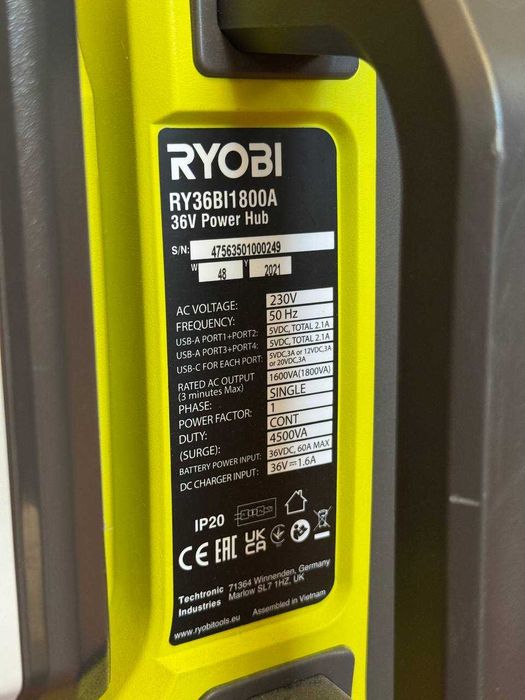 RYOBI
RY36BI1800A
36V Power Hub
S/N: 47563501000249
W 48 Y 2021
AC VOLTAGE: 230V
FREQUENCY: 50 Hz
USB-A PORT1+PORT2: 5VDC, TOTAL 2.1A
USB-A PORT3+PORT4: 5VDC, TOTAL 2.1A
USB-C FOR EACH PORT: 5VDC,3A or 12VDC,3A
or 20VDC,3A
RATED AC OUTPUT 1600VA(1800VA)
(3 minutes Max)
PHASE: SINGLE
POWER FACTOR: 1
DUTY: CONT
(SURGE): 4500VA
BATTERY POWER INPUT: 36VDC, 60A MAX
DC CHARGER INPUT: 36V⎓1.6A
IP20
CE EAC UK
CA
Techtronic 71364 Winnenden, Germany
Industries Marlow SL7 1HZ, UK
www.ryobitools.eu Assembled in Vietnam